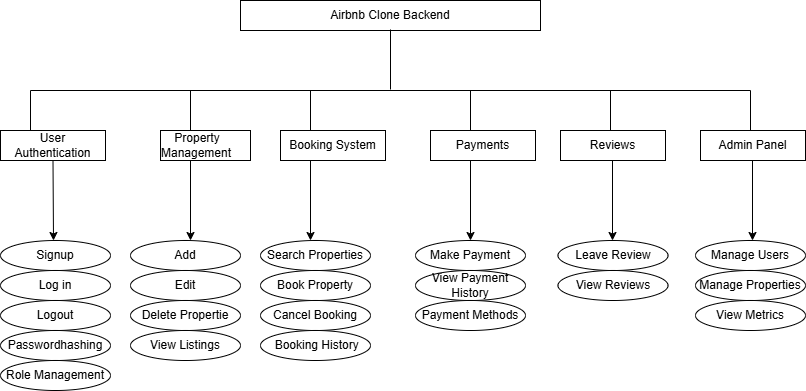 Airbnb Clone Backend
User
Authentication
Property
Management
Booking System
Payments
Reviews
Admin Panel
Signup
Log in
Logout
Passwordhashing
Role Management
Add
Edit
Delete Propertie
View Listings
Search Properties
Book Property
Cancel Booking
Booking History
Make Payment
View Payment
History
Payment Methods
Leave Review
View Reviews
Manage Users
Manage Properties
View Metrics